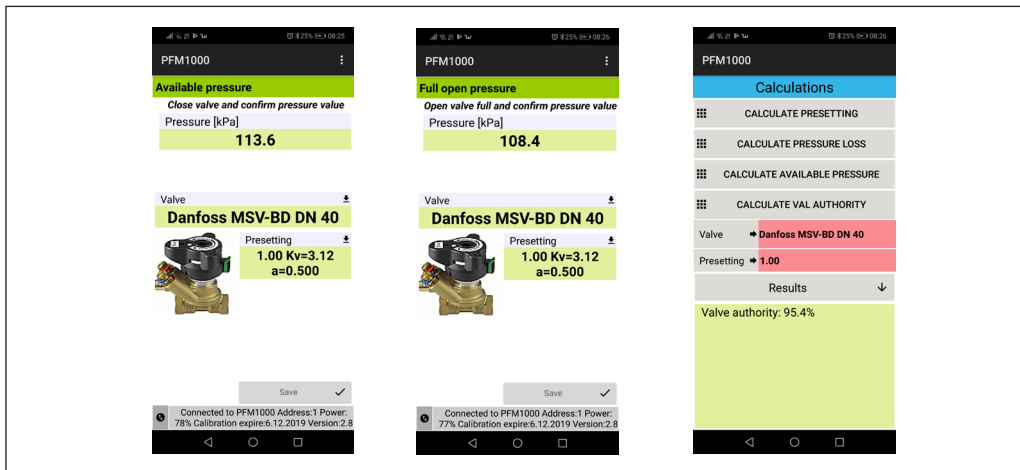 08:25
PFM1000
Available pressure
Close valve and confirm pressure value
Pressure [kPa]
113.6
Valve
Danfoss MSV-BD DN 40
Presetting
1.00 Kv=3.12
a=0.500
Save
Connected to PFM1000 Address:1 Power:
78% Calibration expire:6.12.2019 Version:2.8
25% 08:26
PFM1000
Full open pressure
Open valve full and confirm pressure value
Pressure [kPa]
108.4
Valve
Danfoss MSV-BD DN 40
Presetting
1.00 Kv=3.12
a=0.500
Save
Connected to PFM1000 Address:1 Power:
77% Calibration expire:6.12.2019 Version:2.8
25% 08:26
PFM1000
Calculations
CALCULATE PRESETTING
CALCULATE PRESSURE LOSS
CALCULATE AVAILABLE PRESSURE
CALCULATE VAL AUTHORITY
Valve Danfoss MSV-BD DN 40
Presetting 1.00
Results
Valve authority: 95.4%